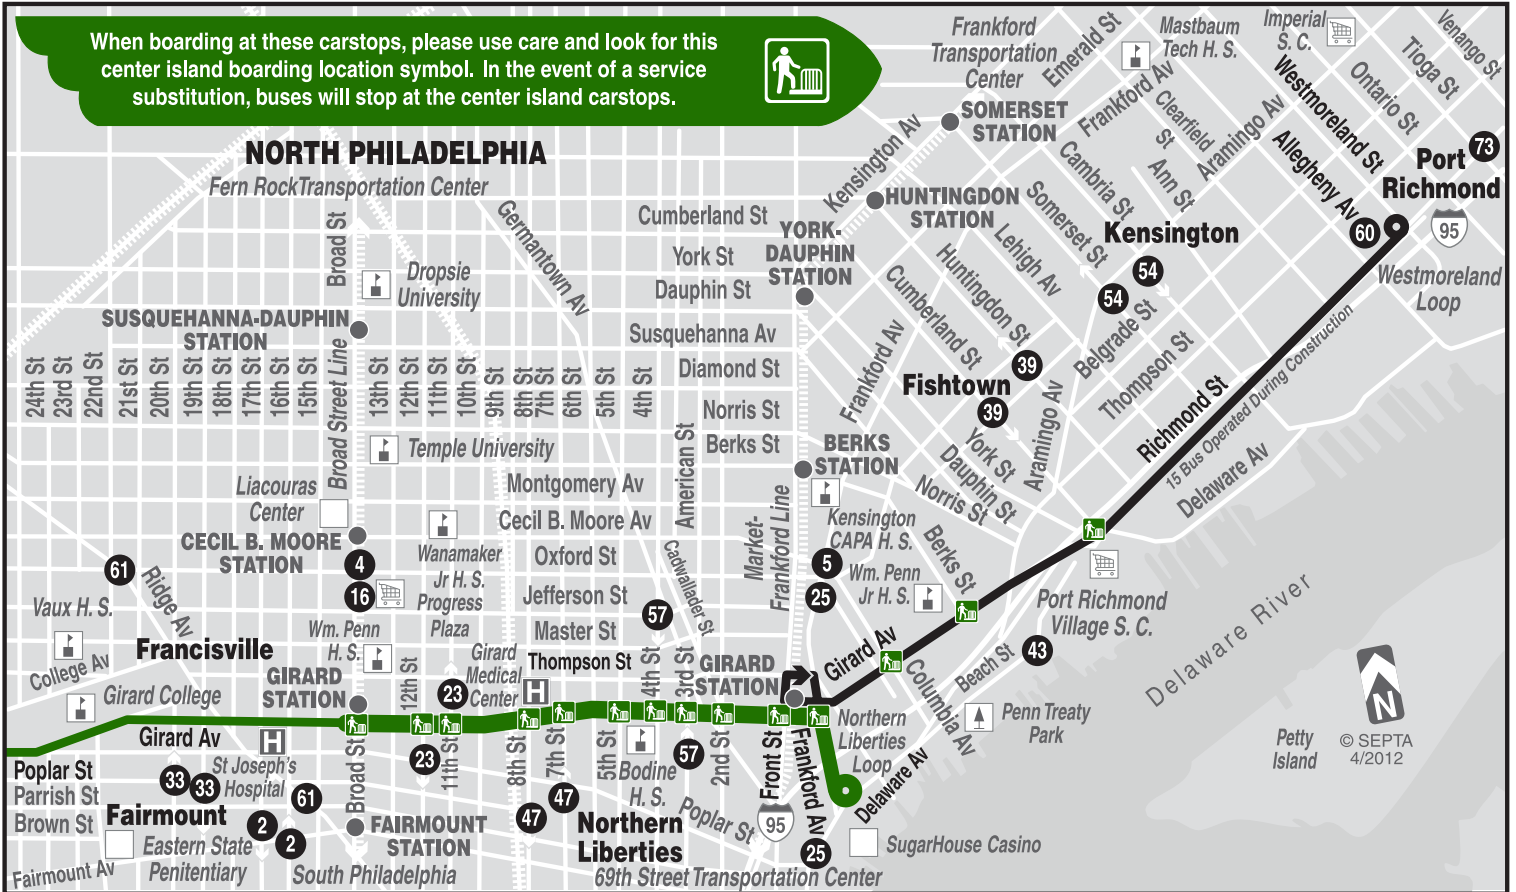 When boarding at these carstops, please use care and look for this
center island boarding location symbol. In the event of a service
substitution, buses will stop at the center island carstops.
NORTH PHILADELPHIA
Fern RockTransportation Center
Frankford
Transportation
Center
Emerald St
Mastbaum
Tech H. S.
Imperial
S. C.
Venango St
Tioga St
Ontario St
Westmoreland St
Allegheny Av
Frankford Av
Clearfield
St
Aramingo Av
Ann St
Cambria St
Somerset St
Lehigh Av
Huntingdon St
Cumberland St
SOMERSET
STATION
Kensington Av
HUNTINGDON
STATION
YORK-
DAUPHIN
STATION
Port
Richmond
73
60
95
Westmoreland
Loop
Kensington
54
54
Belgrade St
Thompson St
39
Fishtown
39
Aramingo Av
York St
Dauphin St
Norris St
Berks St
Richmond St
15 Bus Operated During Construction
Delaware Av
Broad St
Dropsie
University
Germantown Av
Cumberland St
York St
Dauphin St
Susquehanna Av
Diamond St
Norris St
Berks St
Frankford Av
SUSQUEHANNA-DAUPHIN
STATION
24th St
23rd St
22nd St
21st St
20th St
19th St
18th St
17th St
16th St
15th St
Broad Street Line
13th St
12th St
11th St
10th St
9th St
8th St
7th St
6th St
5th St
4th St
American St
Temple University
Liacouras
Center
CECIL B. MOORE
STATION
4
16
Wanamaker
Jr H. S.
Progress
Plaza
Montgomery Av
Cecil B. Moore Av
Oxford St
Jefferson St
Master St
Thompson St
Cadwallader St
57
BERKS
STATION
Market-
Frankford Line
Kensington
CAPA H. S.
5
25
Wm. Penn
Jr H. S.
61
Ridge Av
Vaux H. S.
College Av
Francisville
Girard College
Wm. Penn
H. S.
GIRARD
STATION
12th St
23
Girard
Medical
Center
H
4th St
3rd St
GIRARD
STATION
Girard Av
Columbia Av
Beach St
43
Port Richmond
Village S. C.
Delaware River
Penn Treaty
Park
Petty
Island
N
© SEPTA
4/2012
Girard Av
H
St Joseph's
Hospital
Poplar St
Parrish St
Brown St
Fairmount
33
33
61
2
2
Eastern State
Penitentiary
Fairmount Av
Broad St
FAIRMOUNT
STATION
South Philadelphia
23
11th St
8th St
7th St
47
47
5th St
Bodine
H. S.
57
2nd St
Northern
Liberties
Poplar St
Front St
95
Frankford Av
25
69th Street Transportation Center
Northern
Liberties
Loop
Delaware Av
SugarHouse Casino